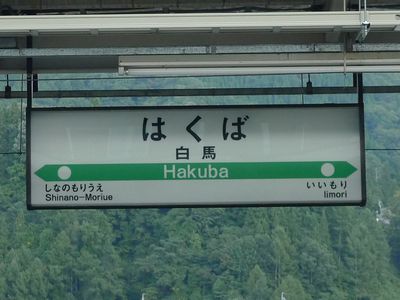 はくば
白馬
Hakuba
しなのもりうえ
Shinano-Moriue
いいもり
Iimori